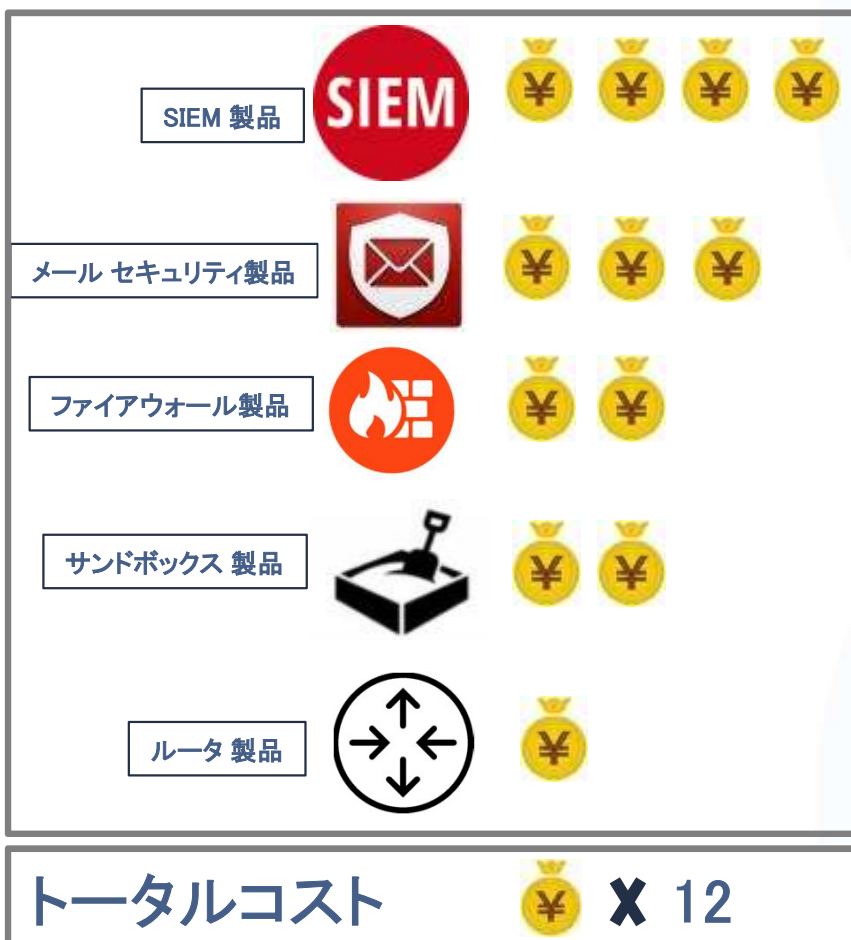 SIEM 製品
SIEM
¥ ¥ ¥ ¥
メール セキュリティ製品
¥ ¥ ¥
ファイアウォール製品
¥ ¥
サンドボックス 製品
¥ ¥
ルータ 製品
¥
トータルコスト ¥ X 12